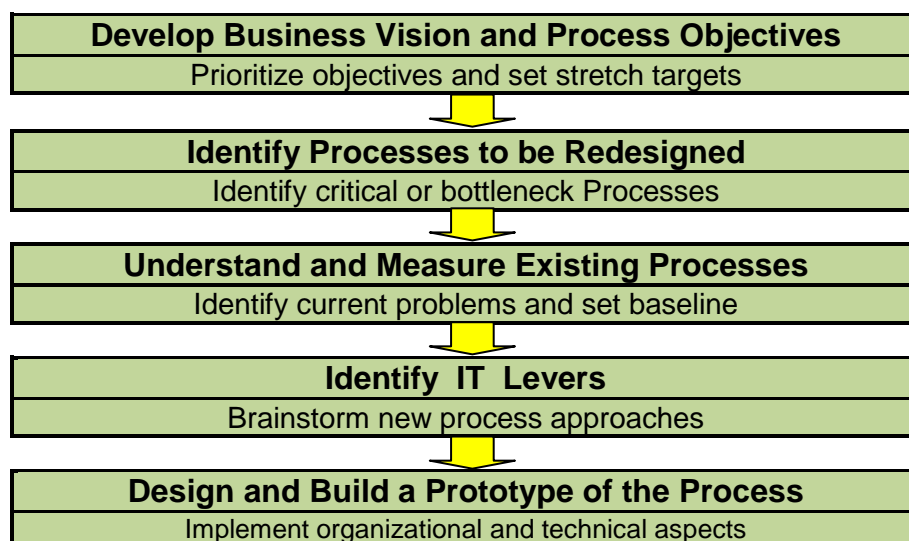 Develop Business Vision and Process Objectives
Prioritize objectives and set stretch targets
Identify Processes to be Redesigned
Identify critical or bottleneck Processes
Understand and Measure Existing Processes
Identify current problems and set baseline
Identify IT Levers
Brainstorm new process approaches
Design and Build a Prototype of the Process
Implement organizational and technical aspects